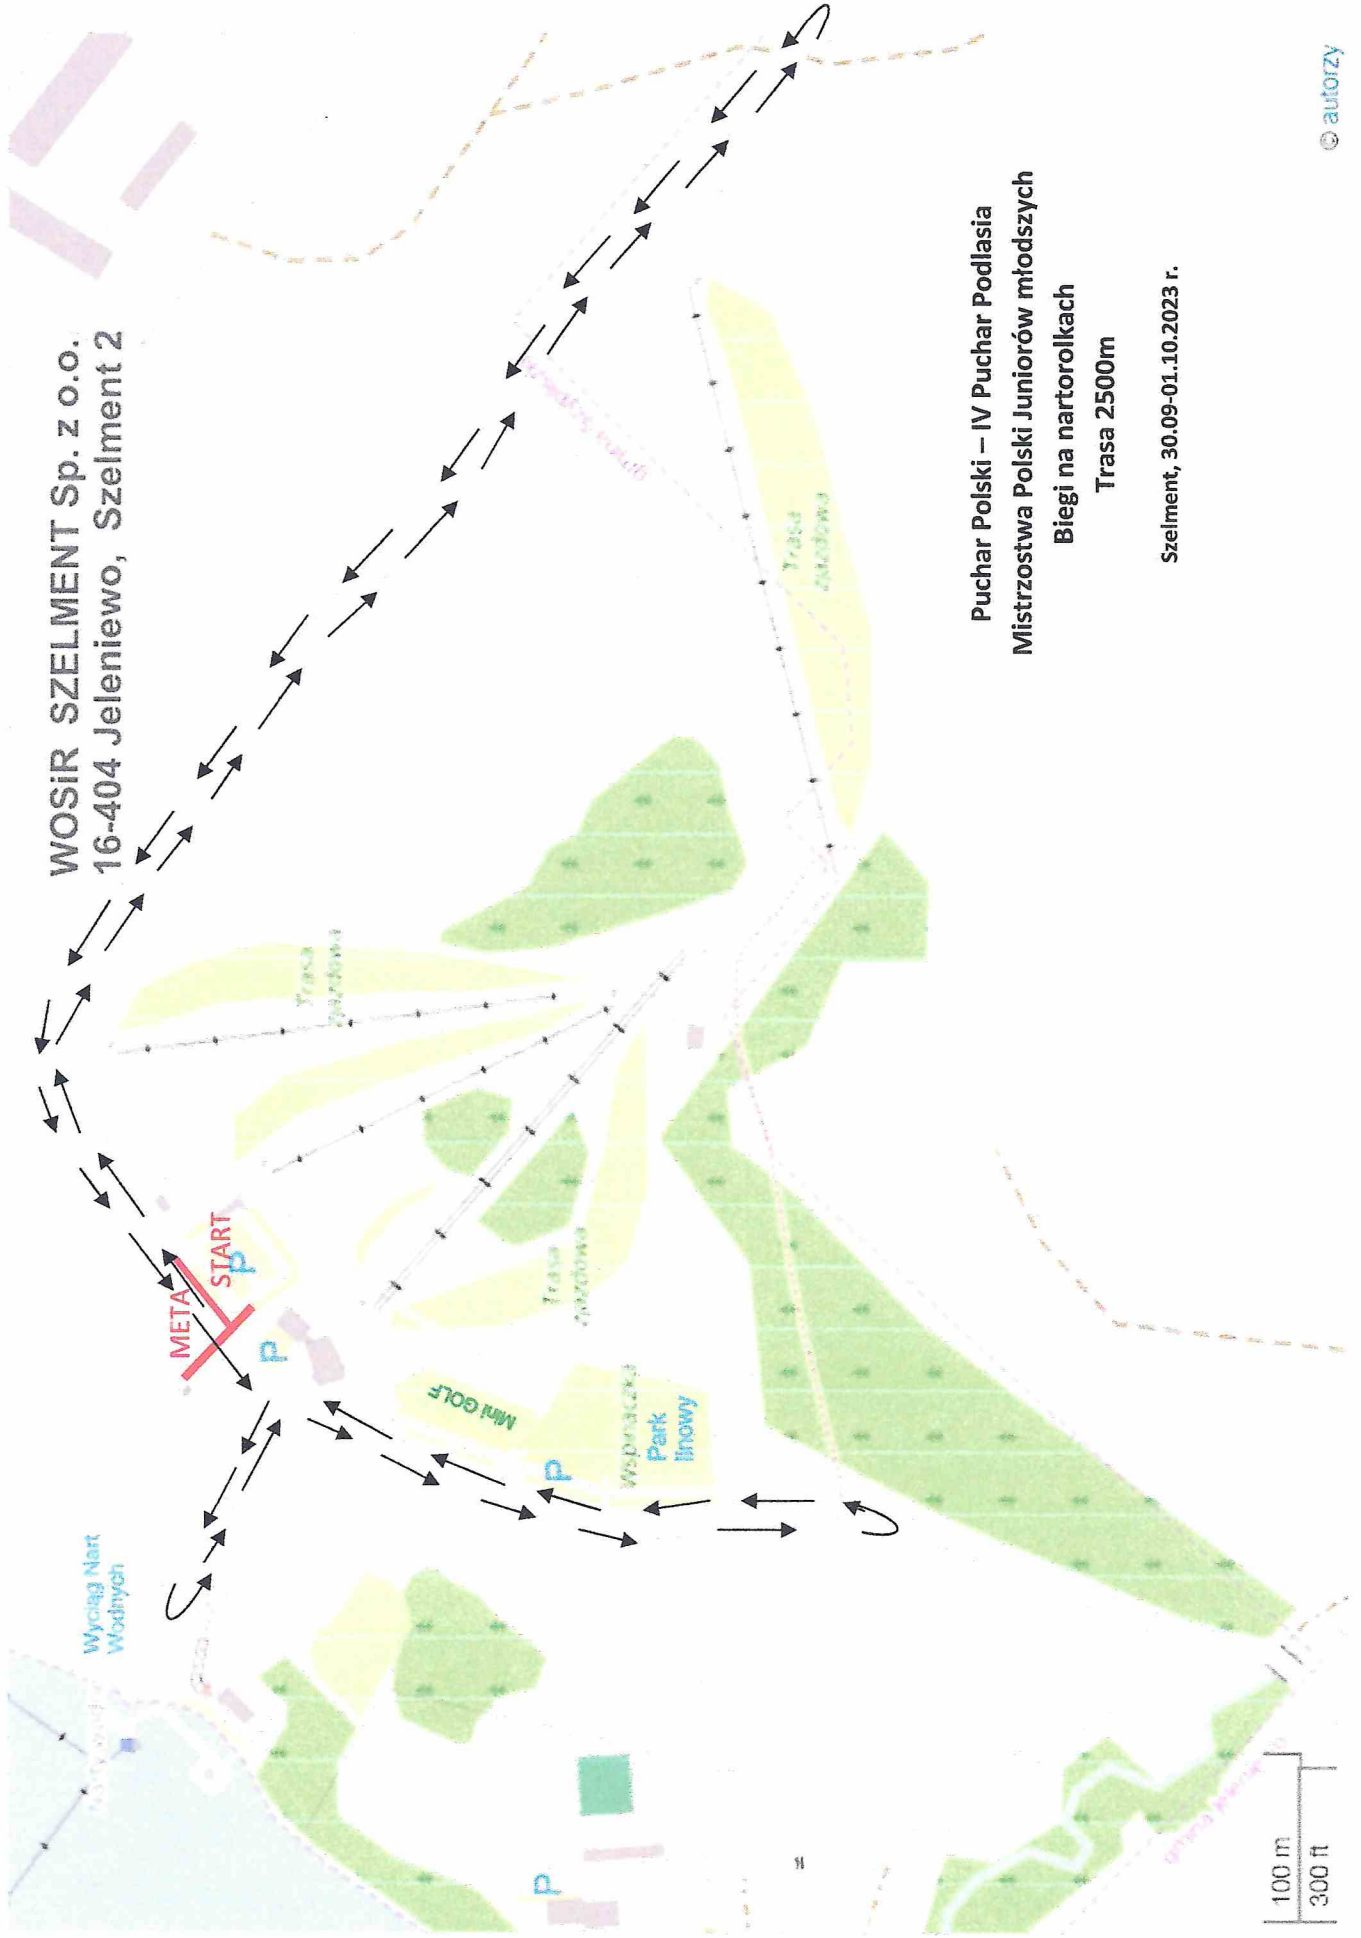 WOSiR SZELMENT Sp. z o.o.
16-404 Jeleniewo, Szelment 2
Puchar Polski – IV Puchar Podlasia
Mistrzostwa Polski Juniorów młodszych
Biegi na nartorolkach
Trasa 2500m
Szelment, 30.09-01.10.2023 r.
META
START
P
P
Trasa
zjazdowa
Trasa
zjazdowa
Trasa
zjazdowa
Mini GOLF
P
Wspinaczka
Park
linowy
Wyciąg Nart
Wodnych
P
100 m
300 ft
© autorzy